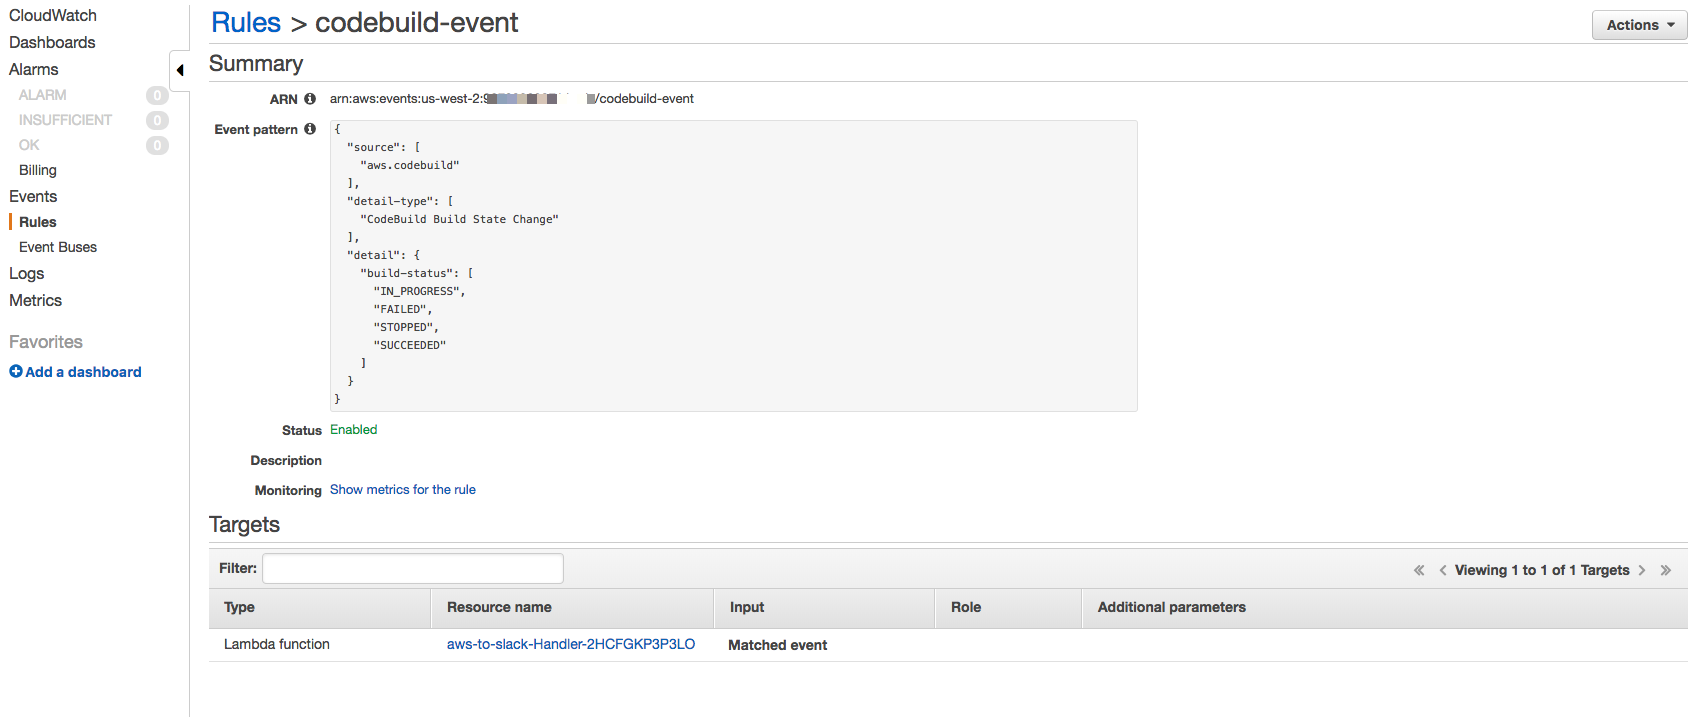 CloudWatch
Dashboards
Alarms
ALARM 0
INSUFFICIENT 0
OK 0
Billing
Events
Rules
Event Buses
Logs
Metrics
Favorites
Add a dashboard
Rules > codebuild-event
Actions
Summary
ARN arn:aws:events:us-west-2:9 /codebuild-event
Event pattern
{
"source": [
"aws.codebuild"
],
"detail-type": [
"CodeBuild Build State Change"
],
"detail": {
"build-status": [
"IN_PROGRESS",
"FAILED",
"STOPPED",
"SUCCEEDED"
]
}
}
Status Enabled
Description
Monitoring Show metrics for the rule
Targets
Filter:
« < Viewing 1 to 1 of 1 Targets > »
Type Resource name Input Role Additional parameters
Lambda function aws-to-slack-Handler-2HCFGKP3P3LO Matched event